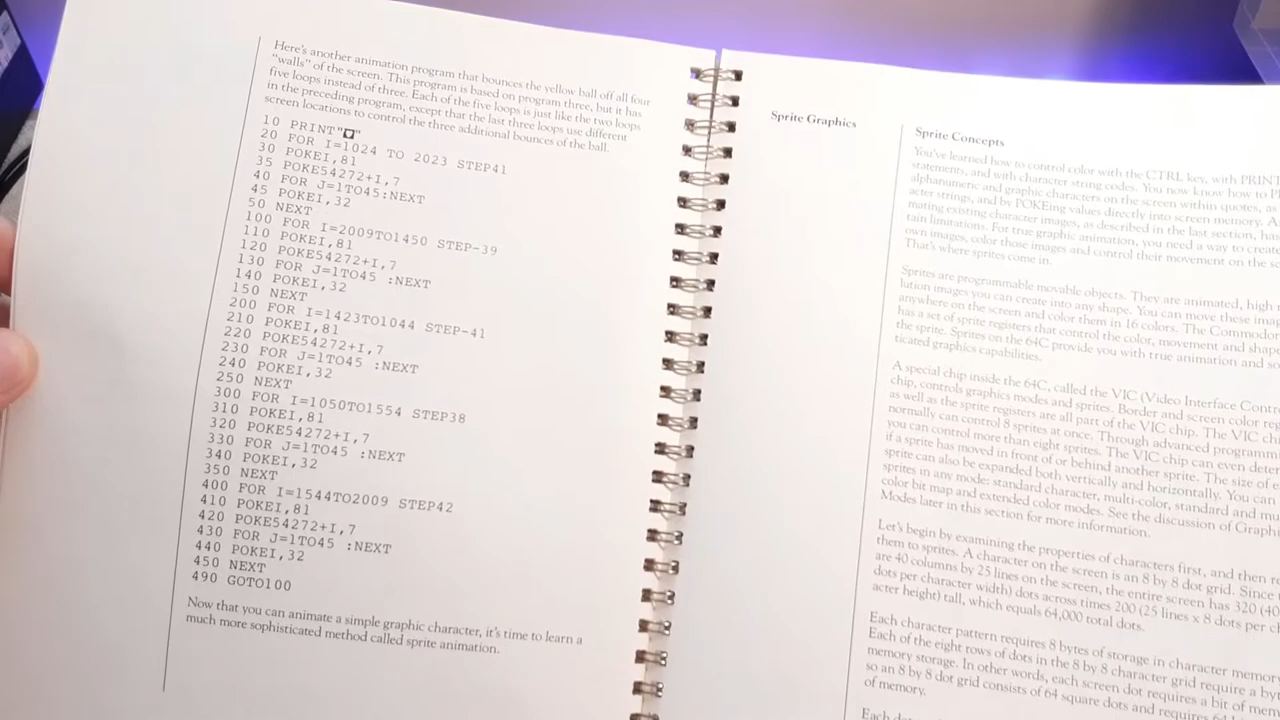 Here's another animation program that bounces the yellow ball off all four
"walls" of the screen. This program is based on program three, but it has
five loops instead of three. Each of the five loops is just like the two loops
in the preceding program, except that the last three loops use different
screen locations to control the three additional bounces of the ball.
10 PRINT"♥"
20 FOR I=1024 TO 2023 STEP41
30 POKEI,81
35 POKE54272+I,7
40 FOR J=1TO45:NEXT
45 POKEI,32
50 NEXT
100 FOR I=2009TO1450 STEP-39
110 POKEI,81
120 POKE54272+I,7
130 FOR J=1TO45 :NEXT
140 POKEI,32
150 NEXT
200 FOR I=1423TO1044 STEP-41
210 POKEI,81
220 POKE54272+I,7
230 FOR J=1TO45 :NEXT
240 POKEI,32
250 NEXT
300 FOR I=1050TO1554 STEP38
310 POKEI,81
320 POKE54272+I,7
330 FOR J=1TO45 :NEXT
340 POKEI,32
350 NEXT
400 FOR I=1544TO2009 STEP42
410 POKEI,81
420 POKE54272+I,7
430 FOR J=1TO45 :NEXT
440 POKEI,32
450 NEXT
490 GOTO100
Now that you can animate a simple graphic character, it's time to learn a
much more sophisticated method called sprite animation.
Sprite Graphics
Sprite Concepts
You've learned how to control color with the CTRL key, with PRINT
statements, and with character string codes. You now know how to
alphanumeric and graphic characters on the screen within quotes, as
acter strings, and by POKEing values directly into screen memory.
mating existing character images, as described in the last section, has
tain limitations. For true graphic animation, you need a way to create
own images, color those images and control their movement on the
That's where sprites come in.
Sprites are programmable movable objects. They are animated, high
lution images you can create into any shape. You can move these
anywhere on the screen and color them in 16 colors. The
has a set of sprite registers that control the color, movement and
the sprite. Sprites on the 64C provide you with true animation and
ticated graphics capabilities.
A special chip inside the 64C, called the VIC (Video Interface
chip, controls graphics modes and sprites. Border and screen color
as well as the sprite registers are all part of the VIC chip. The VIC
normally can control 8 sprites at once. Through advanced
you can control more than eight sprites. The VIC chip can even
if a sprite has moved in front of or behind another sprite. The size of
sprite can also be expanded both vertically and horizontally. You can
sprites in any mode: standard character, multi-color, standard and
color bit map and extended color modes. See the discussion of
Modes later in this section for more information.
Let's begin by examining the properties of characters first, and then
them to sprites. A character on the screen is an 8 by 8 dot grid. Since
are 40 columns by 25 lines on the screen, the entire screen has 320 (40
dots per character width) dots across times 200 (25 lines x 8 dots per
acter height) tall, which equals 64,000 total dots.
Each character pattern requires 8 bytes of storage in character
Each of the eight rows of dots in the 8 by 8 character grid require a
memory storage. In other words, each screen dot requires a bit of
so an 8 by 8 dot grid consists of 64 square dots and requires
of memory.
Each